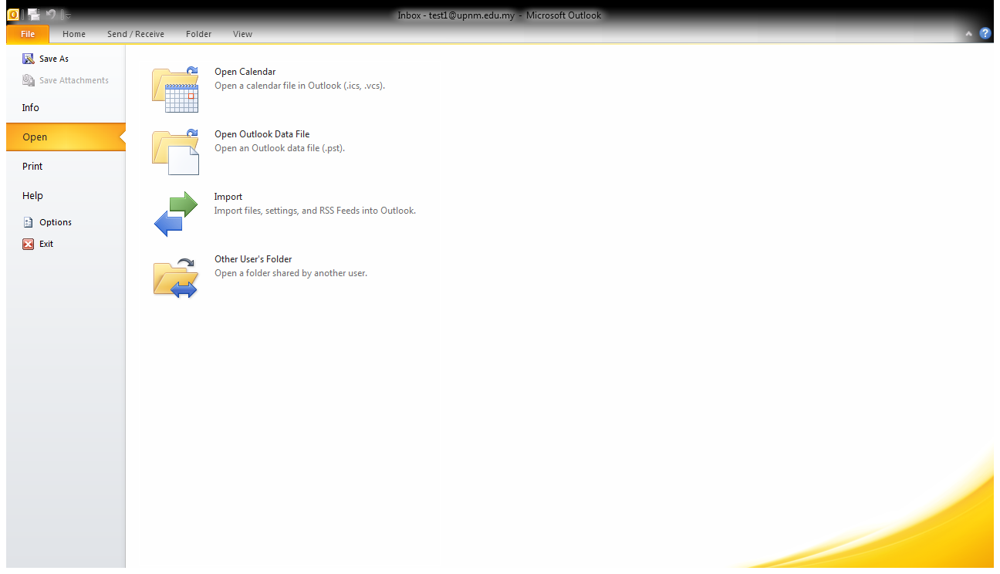 Inbox - test1@upnm.edu.my - Microsoft Outlook
File Home Send / Receive Folder View
Save As
Save Attachments
Info
Open
Print
Help
Options
Exit
Open Calendar
Open a calendar file in Outlook (.ics, .vcs).
Open Outlook Data File
Open an Outlook data file (.pst).
Import
Import files, settings, and RSS Feeds into Outlook.
Other User's Folder
Open a folder shared by another user.